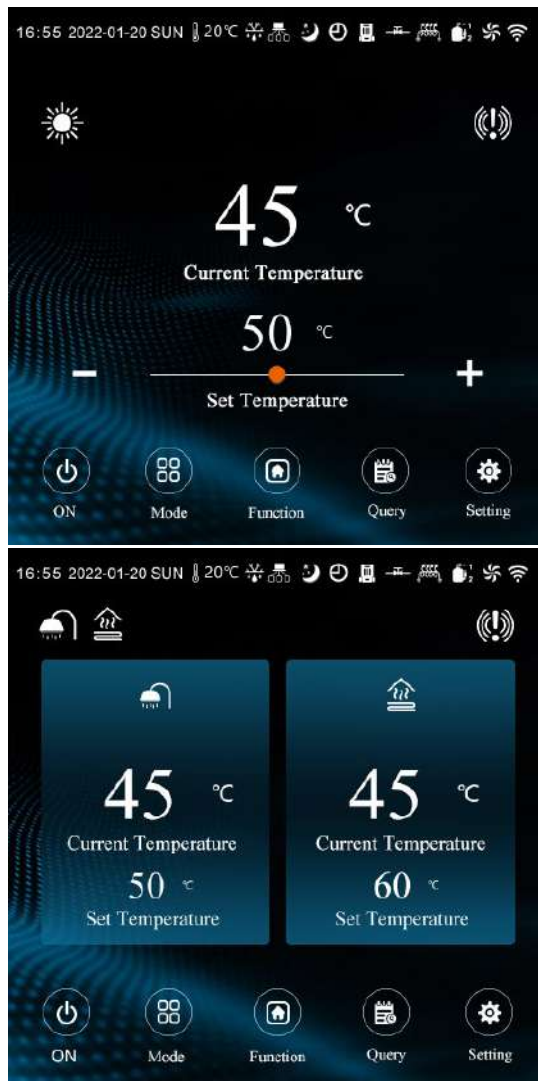 16:55 2022-01-20 SUN 20℃
45 ℃
Current Temperature
50 ℃
Set Temperature
ON Mode Function Query Setting
16:55 2022-01-20 SUN 20℃
45 ℃ 45 ℃
Current Temperature Current Temperature
50 ℃ 60 ℃
Set Temperature Set Temperature
ON Mode Function Query Setting